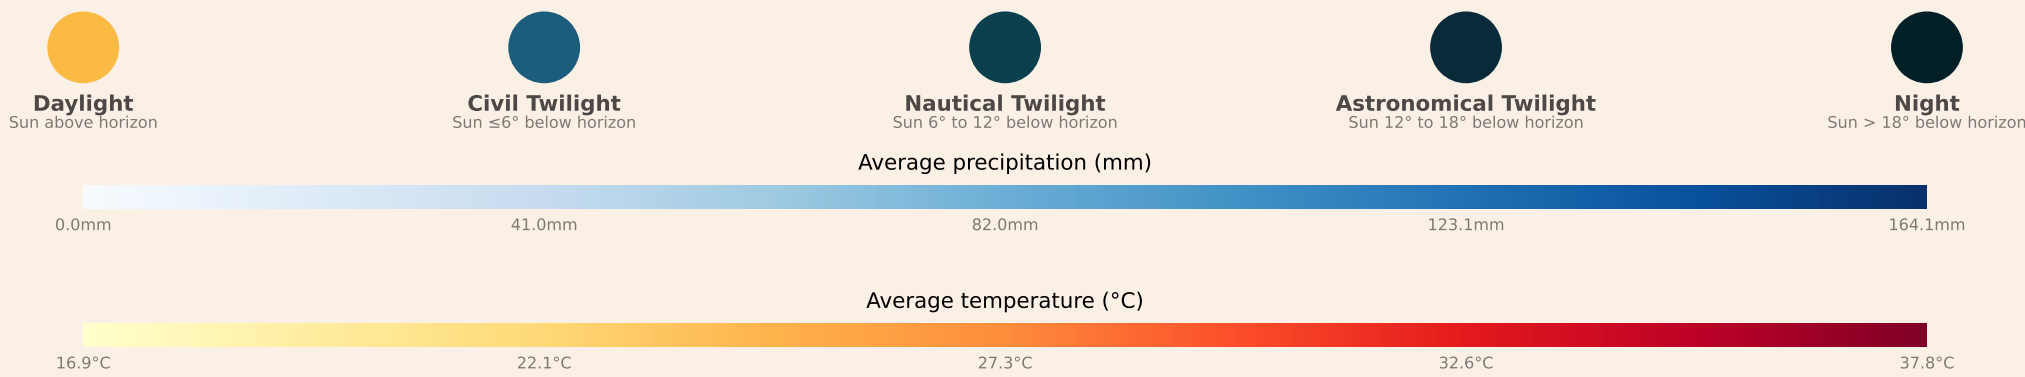 Daylight
Sun above horizon
Civil Twilight
Sun ≤6° below horizon
Nautical Twilight
Sun 6° to 12° below horizon
Astronomical Twilight
Sun 12° to 18° below horizon
Night
Sun > 18° below horizon
Average precipitation (mm)
0.0mm 41.0mm 82.0mm 123.1mm 164.1mm
Average temperature (°C)
16.9°C 22.1°C 27.3°C 32.6°C 37.8°C